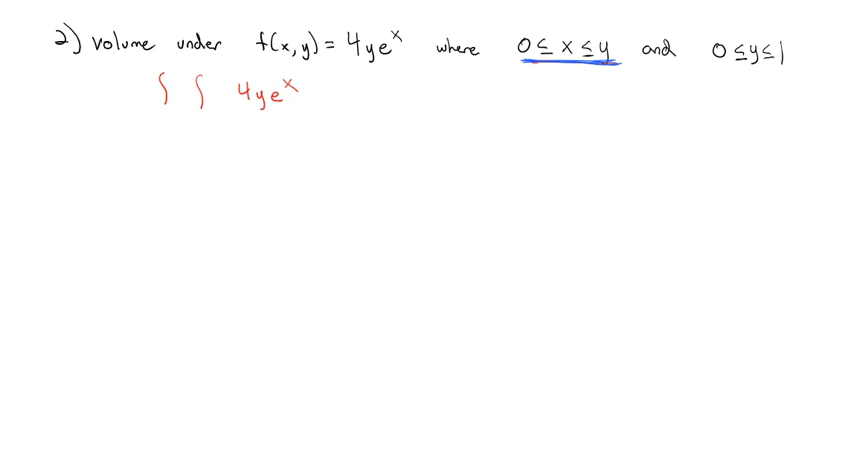 2) Volume under f(x,y) = 4ye^x where 0 ≤ x ≤ y and 0 ≤ y ≤ 1
∫ ∫ 4ye^x